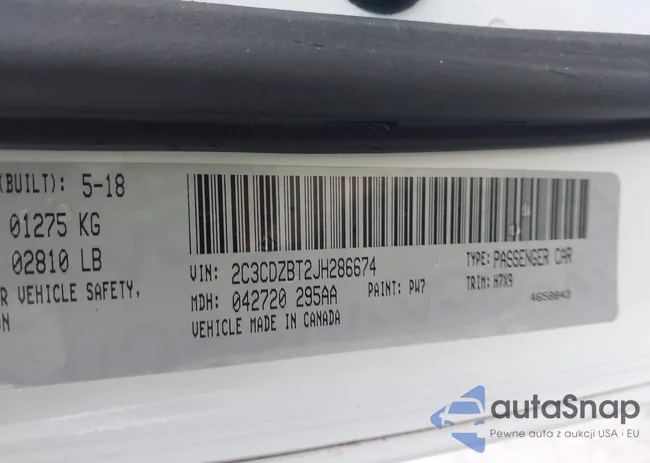 (BUILT): 5-18
01275 KG
02810 LB
R VEHICLE SAFETY,
ON
VIN: 2C3CDZBT2JH286674
TYPE: PASSENGER CAR
MDH: 042720 295AA
PAINT: PW7
TRIM: H7X9
VEHICLE MADE IN CANADA
4658843
autaSnap
Pewne auta z aukcji USA i EU